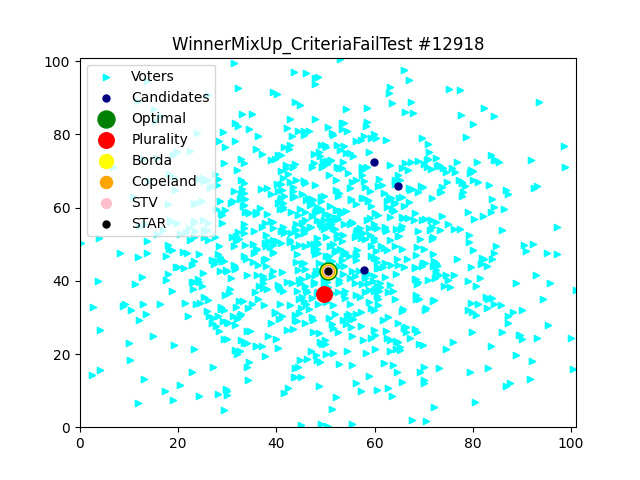 WinnerMixUp_CriteriaFailTest #12918
100
80
60
40
20
0
Voters
Candidates
Optimal
Plurality
Borda
Copeland
STV
STAR
0 20 40 60 80 100